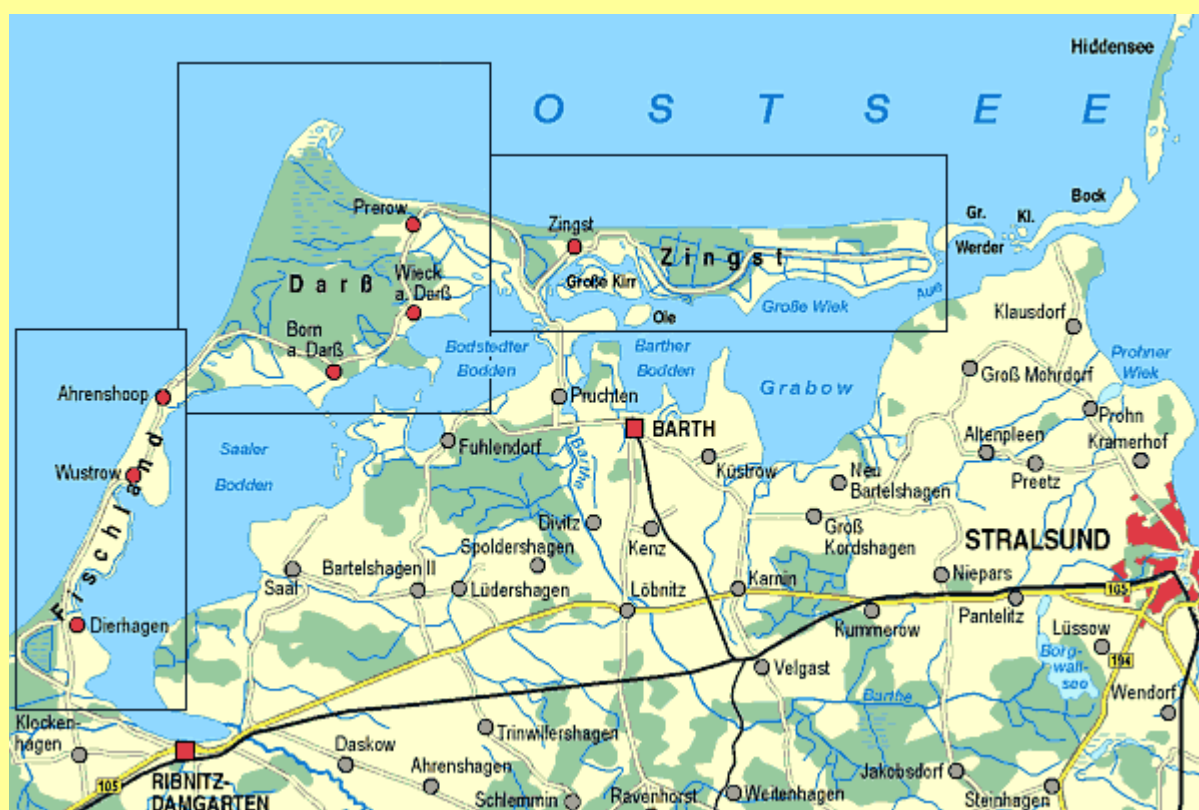 Hiddensee
O S T S E E
Prerow
Zingst
Bock
Gr.
Kl.
Werder
Zingst
Darß
Wieck
a. Darß
Große Kirr
Große Wiek
Aue
Ole
Klausdorf
Born
a. Darß
Bodstedter
Bodden
Barther
Bodden
Prohner
Wiek
Ahrenshoop
Pruchten
Grabow
Groß Mohrdorf
Prohn
Saaler
Bodden
Fuhlendorf
BARTH
Altenpleen
Kramerhof
Wustrow
Fischland
Barthe
Küstrow
Neu
Bartelshagen
Preetz
Divitz
Kenz
Groß
Kordshagen
STRALSUND
Spoldershagen
Saal
Bartelshagen II
Lüdershagen
Löbnitz
Karnin
Niepars
105
Dierhagen
Kummerow
Pantelitz
Lüssow
Velgast
Borg-
wall-
see
194
Barthe
Wendorf
Klocken-
hagen
Trinwillershagen
Daskow
105
RIBNITZ-
DAMGARTEN
Ahrenshagen
Schlemmin
Ravenhorst
Weitenhagen
Jakobsdorf
Steinhagen